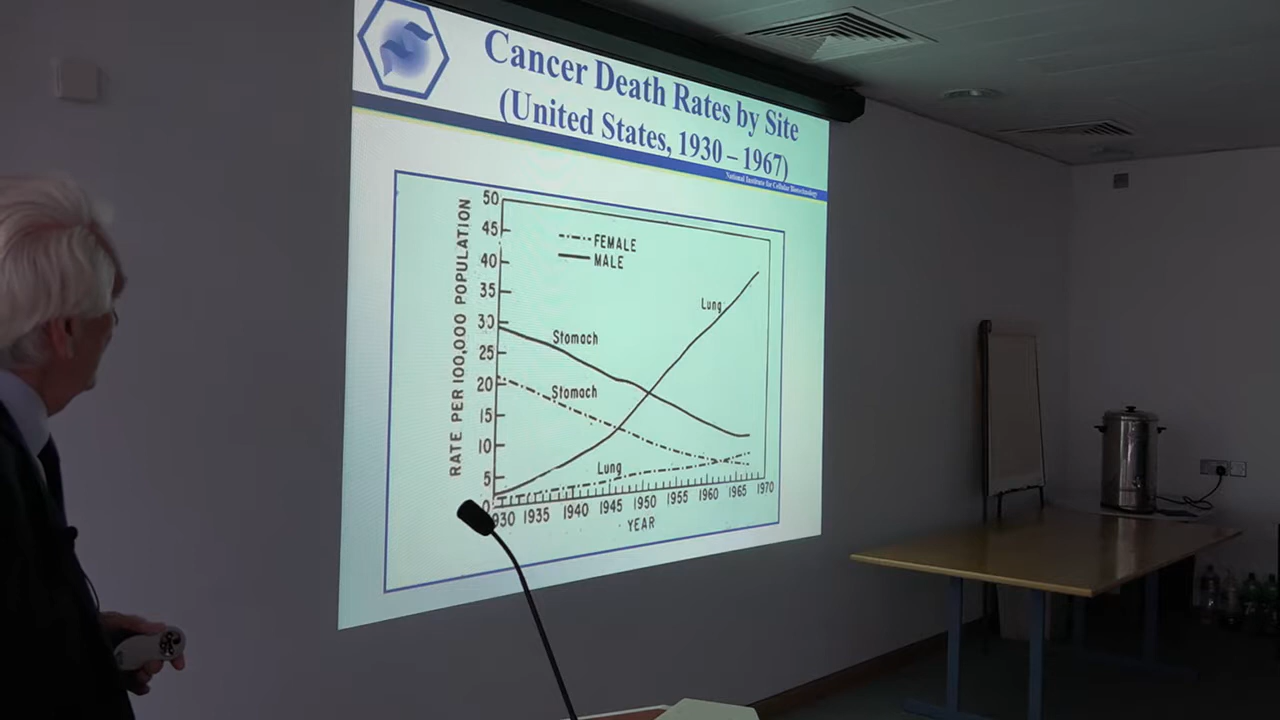 Cancer Death Rates by Site
(United States, 1930 – 1967)
National Institute for Cellular Biotechnology
RATE PER 100,000 POPULATION
50
45
40
35
30
25
20
15
10
5
0
FEMALE
MALE
Lung
Stomach
Stomach
Lung
930 1935 1940 1945 1950 1955 1960 1965 1970
YEAR